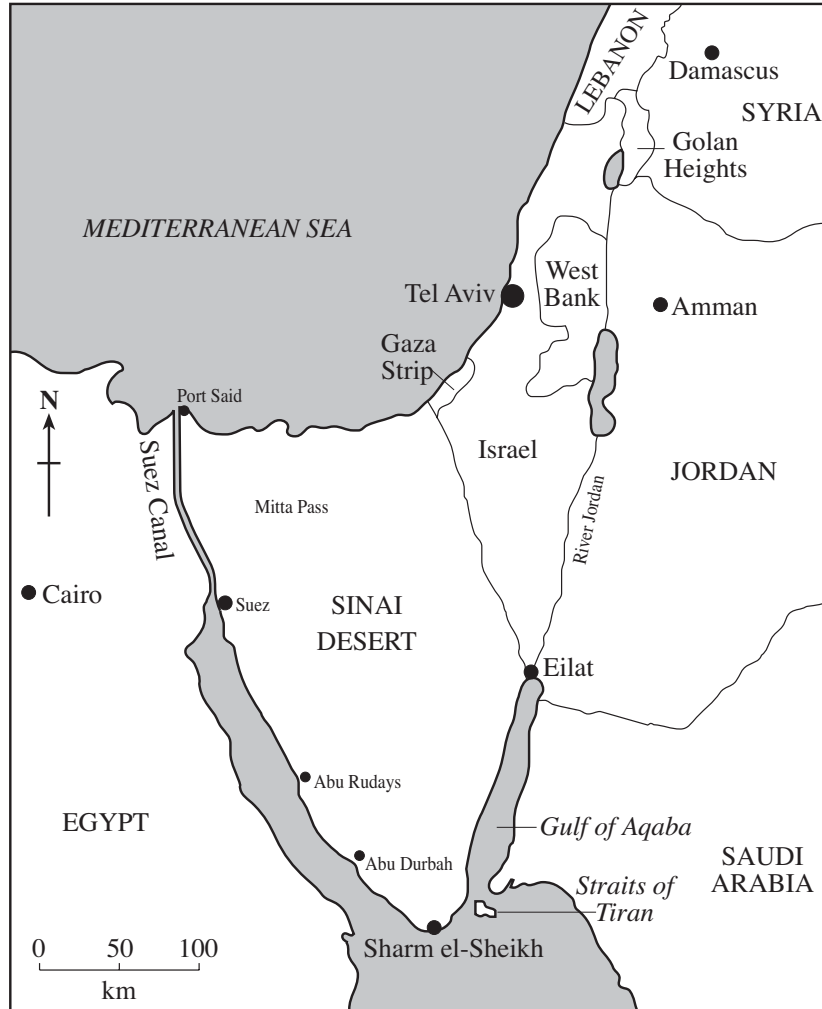 LEBANON
Damascus
SYRIA
Golan
Heights
MEDITERRANEAN SEA
West
Bank
Tel Aviv
Amman
Gaza
Strip
N
Port Said
Suez Canal
Israel
JORDAN
Mitta Pass
River Jordan
Cairo
Suez
SINAI
DESERT
Eilat
Abu Rudays
EGYPT
Gulf of Aqaba
Abu Durbah
SAUDI
ARABIA
Straits of
Tiran
Sharm el-Sheikh
0 50 100
km